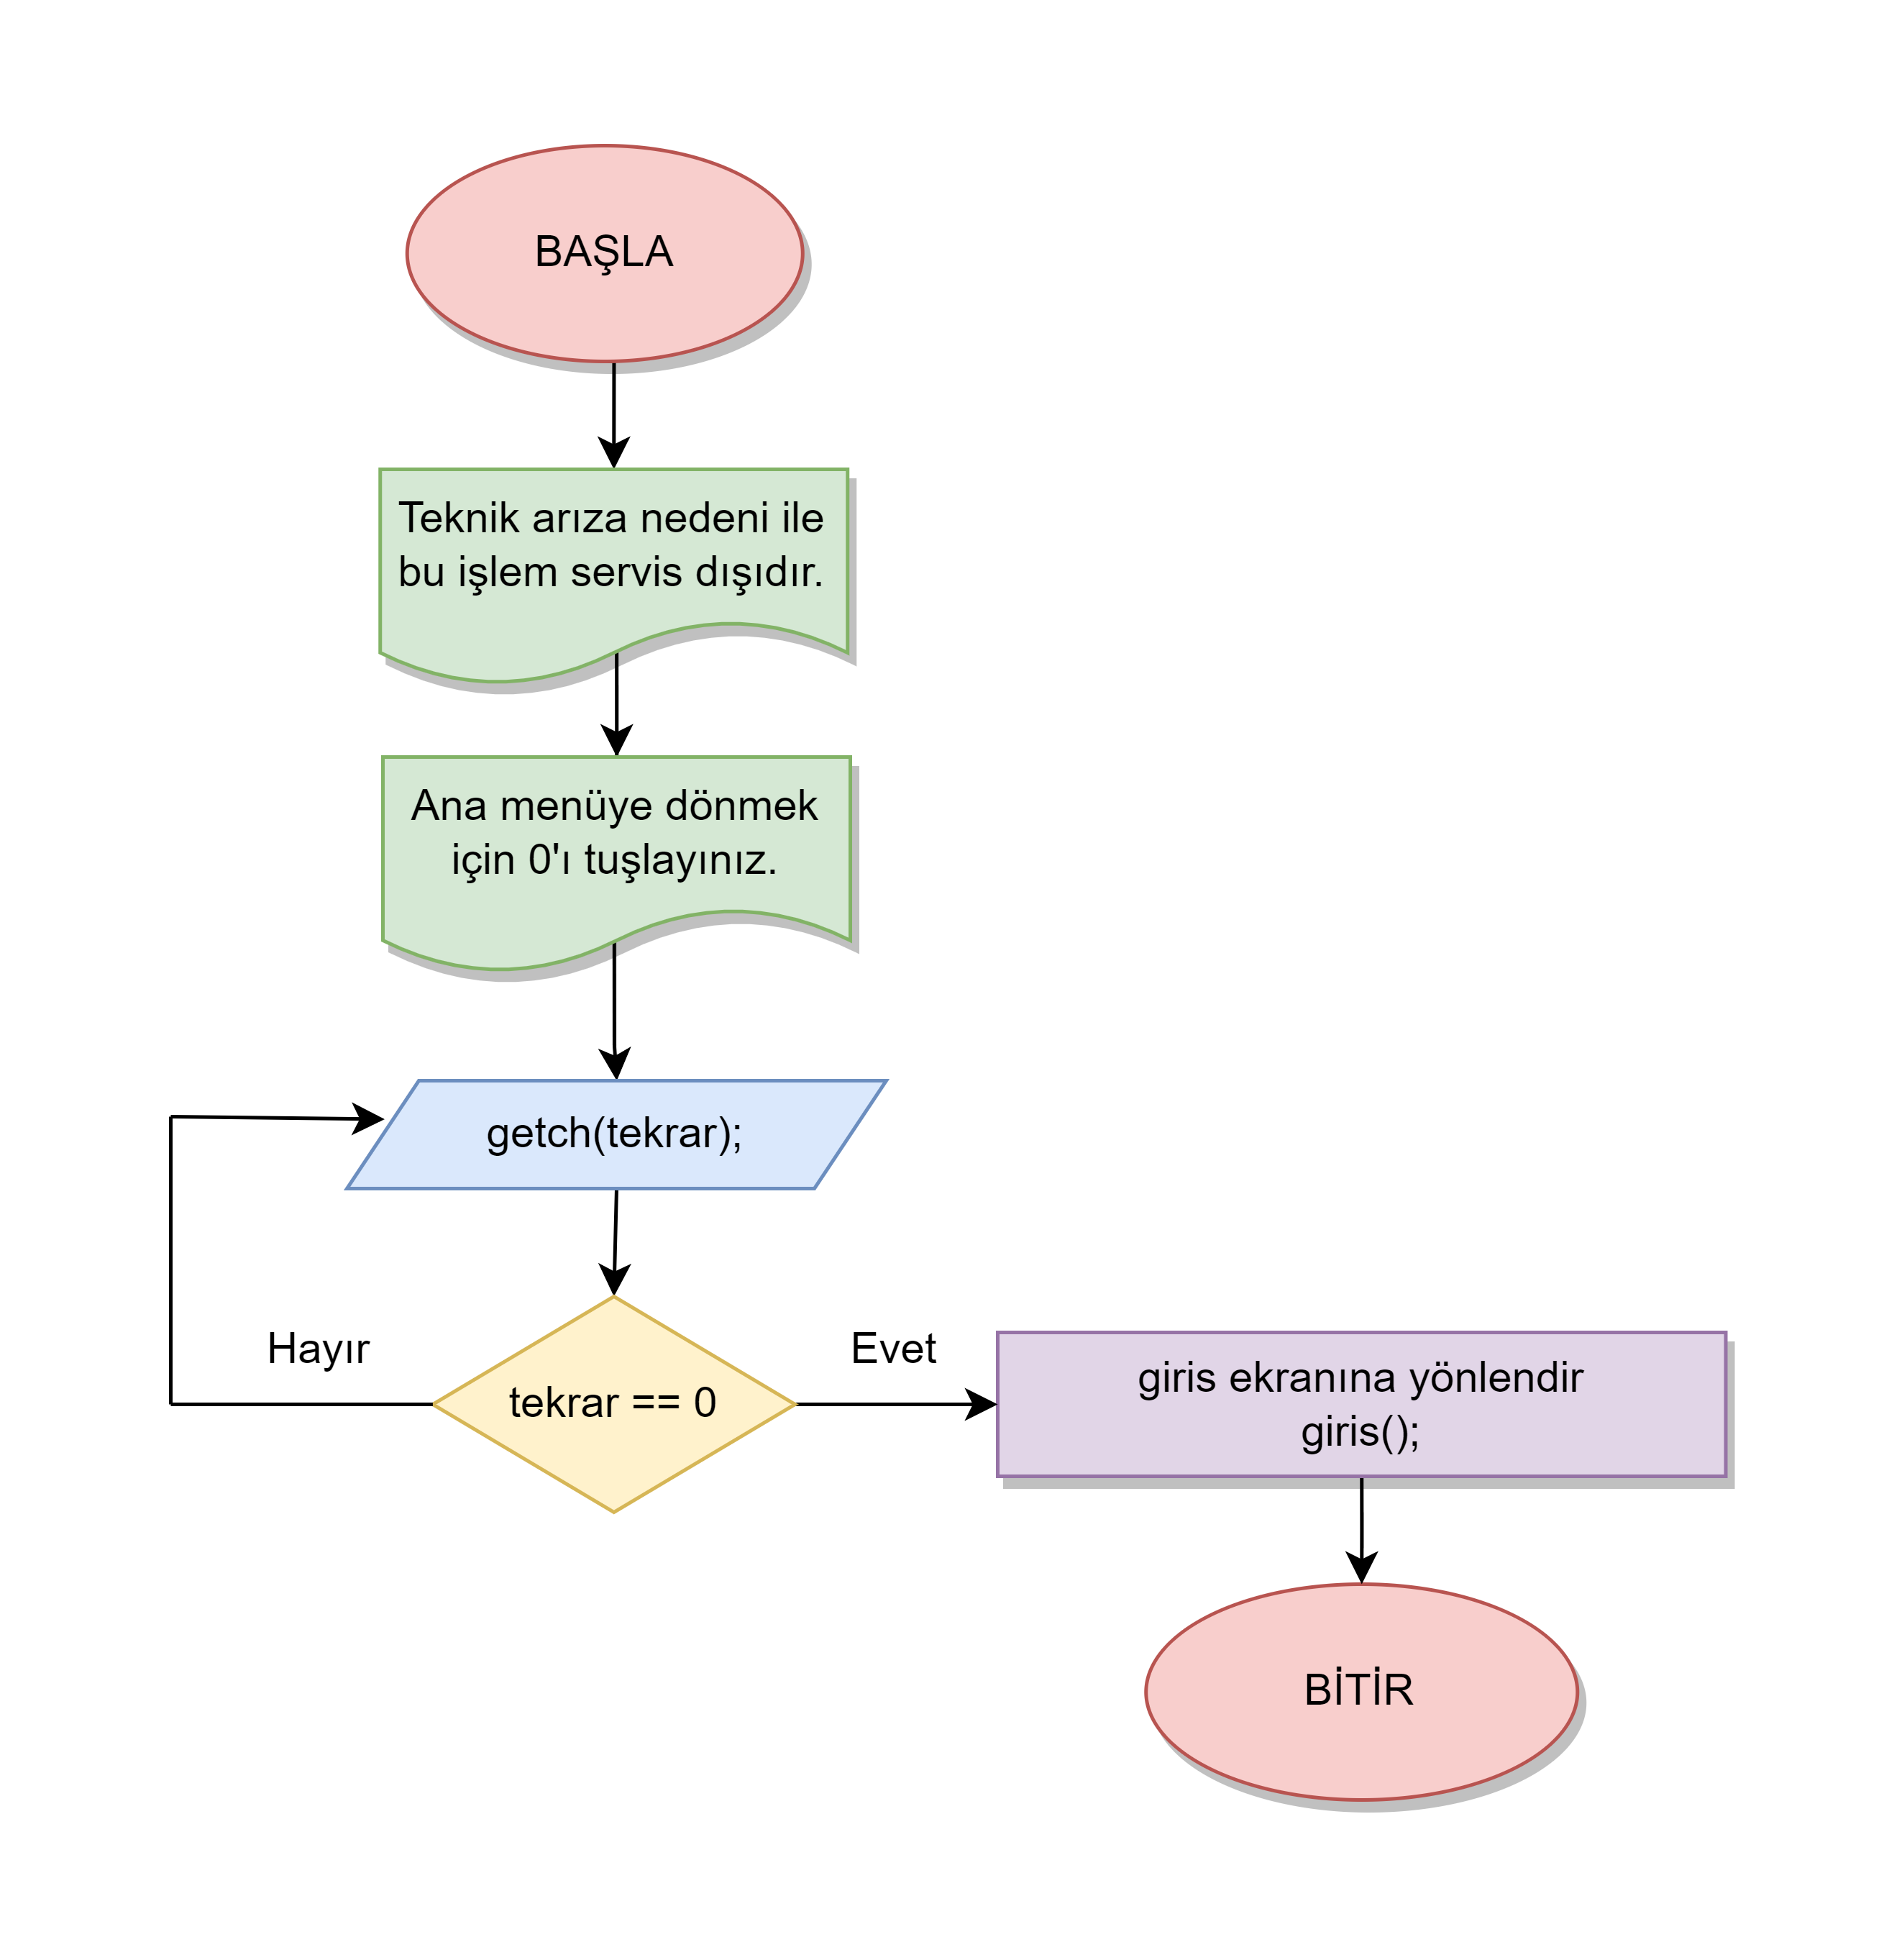 BAŞLA
Teknik arıza nedeni ile
bu işlem servis dışıdır.
Ana menüye dönmek
için 0'ı tuşlayınız.
getch(tekrar);
Hayır
tekrar == 0
Evet
giris ekranına yönlendir
giris();
BİTİR